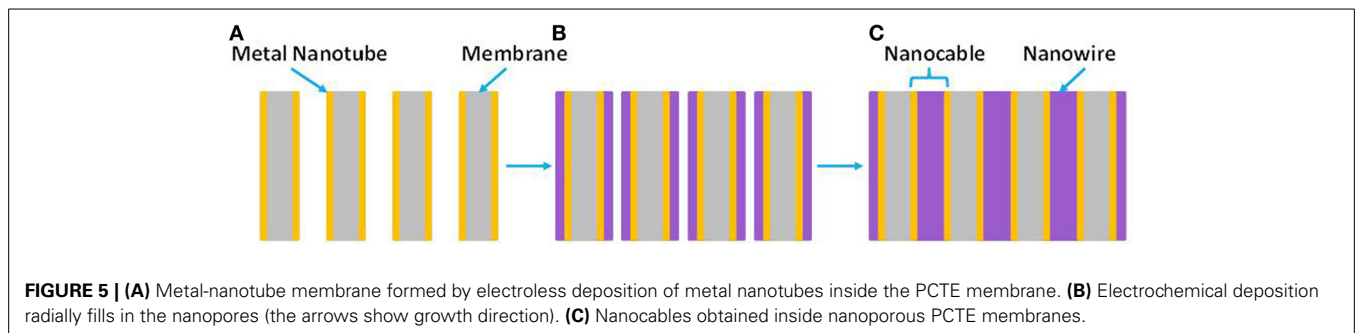 A
Metal Nanotube
Membrane
B
C
Nanocable
Nanowire
FIGURE 5 | (A) Metal-nanotube membrane formed by electroless deposition of metal nanotubes inside the PCTE membrane. (B) Electrochemical deposition
radially fills in the nanopores (the arrows show growth direction). (C) Nanocables obtained inside nanoporous PCTE membranes.